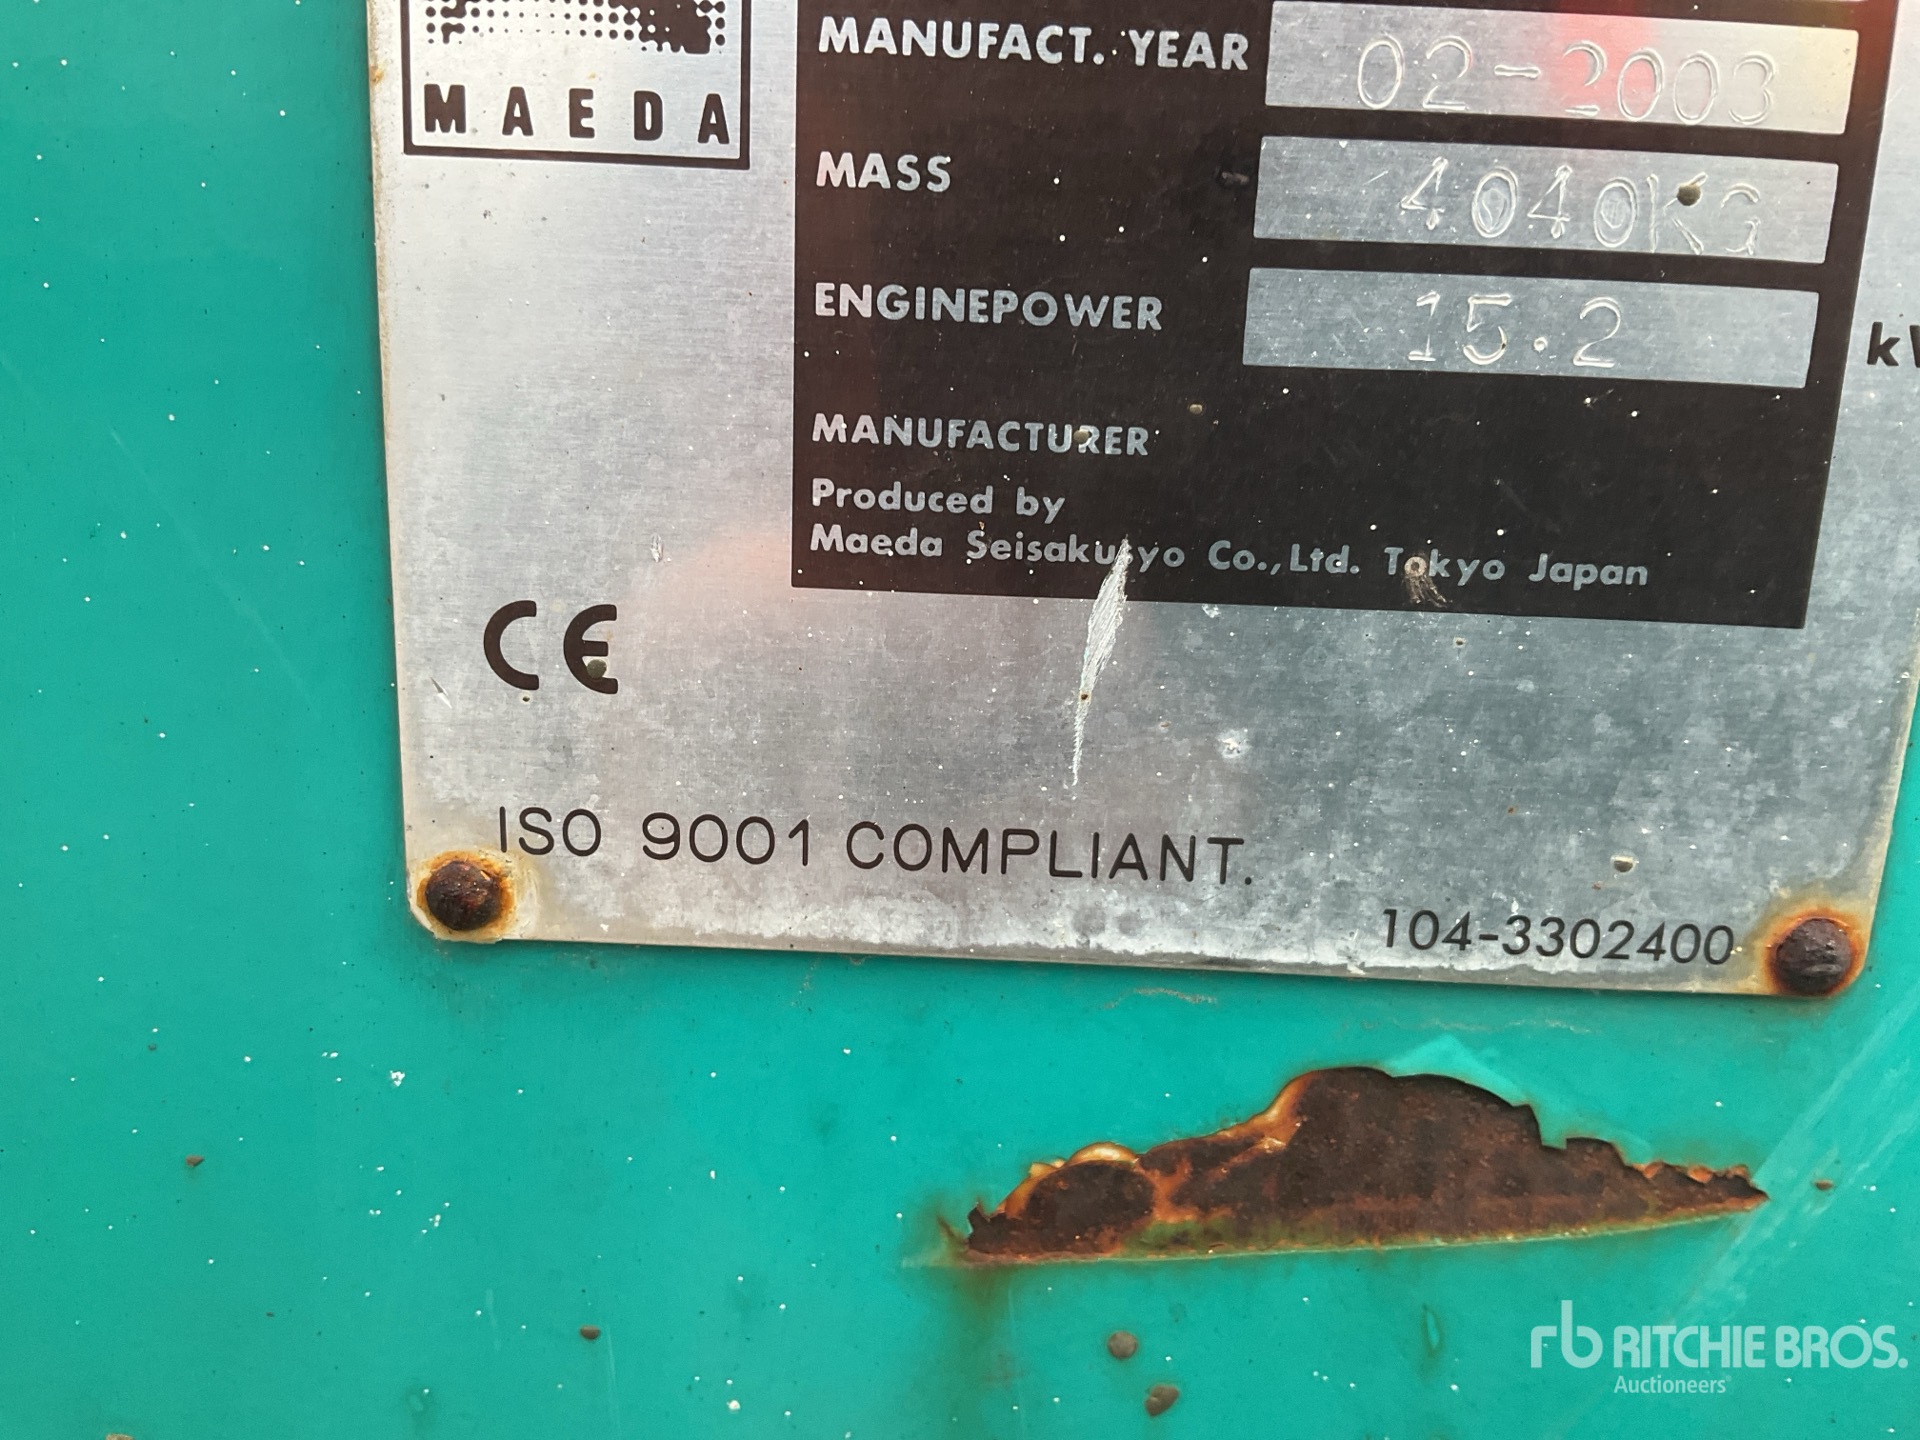 MAEDA
MANUFACT. YEAR 02-2003
MASS 4040KG
ENGINEPOWER 15.2
MANUFACTURER
Produced by
Maeda Seisakusyo Co.,Ltd. Tokyo Japan
CE
ISO 9001 COMPLIANT.
104-3302400
rb RITCHIE BROS.
Auctioneers